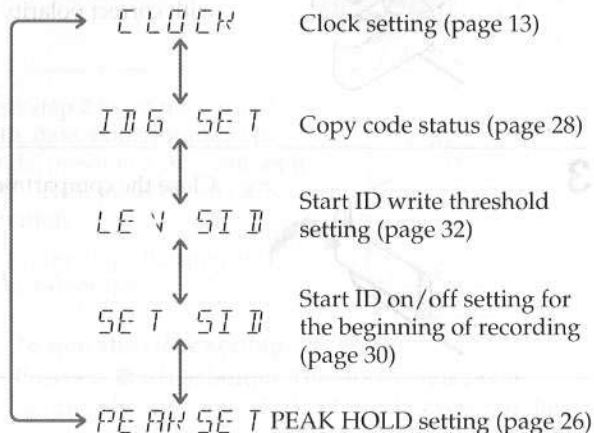 CLOCK Clock setting (page 13)
ID6 SET Copy code status (page 28)
LEV SID Start ID write threshold
setting (page 32)
SET SID Start ID on/off setting for
the beginning of recording
(page 30)
PEAK SET PEAK HOLD setting (page 26)